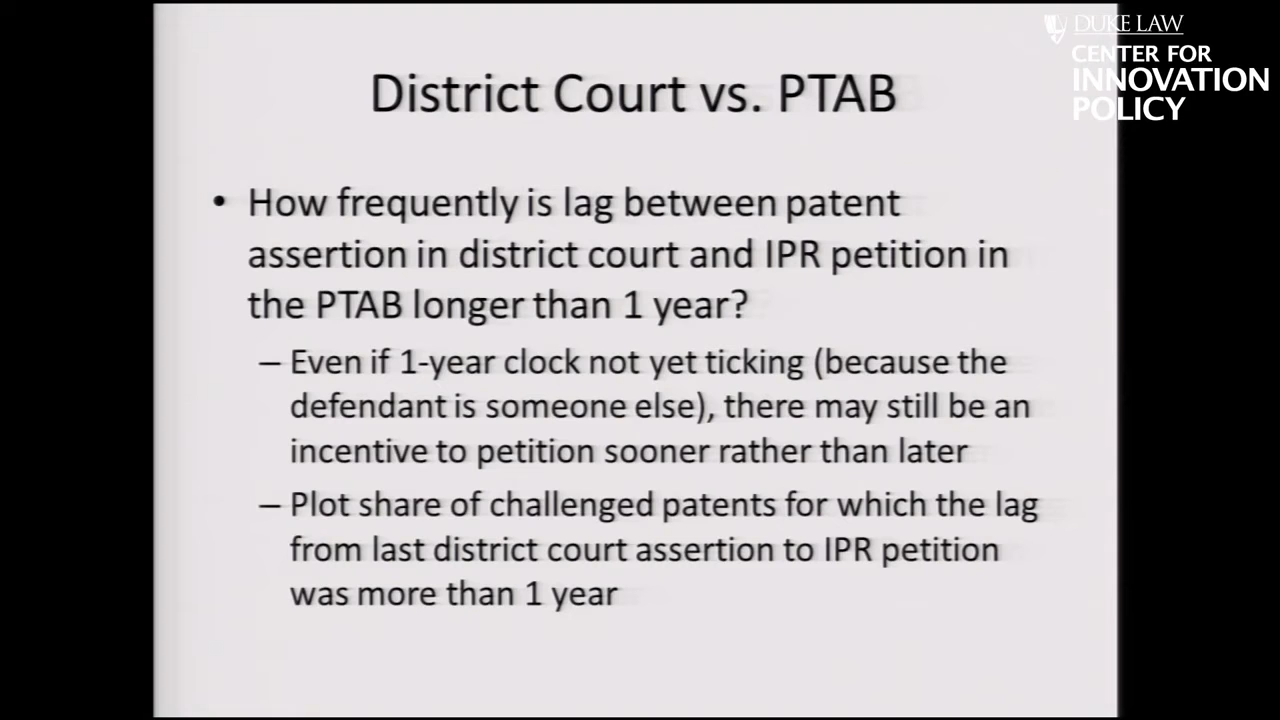 DUKE LAW
CENTER FOR
INNOVATION
POLICY
District Court vs. PTAB
• How frequently is lag between patent
assertion in district court and IPR petition in
the PTAB longer than 1 year?
– Even if 1-year clock not yet ticking (because the
defendant is someone else), there may still be an
incentive to petition sooner rather than later
– Plot share of challenged patents for which the lag
from last district court assertion to IPR petition
was more than 1 year